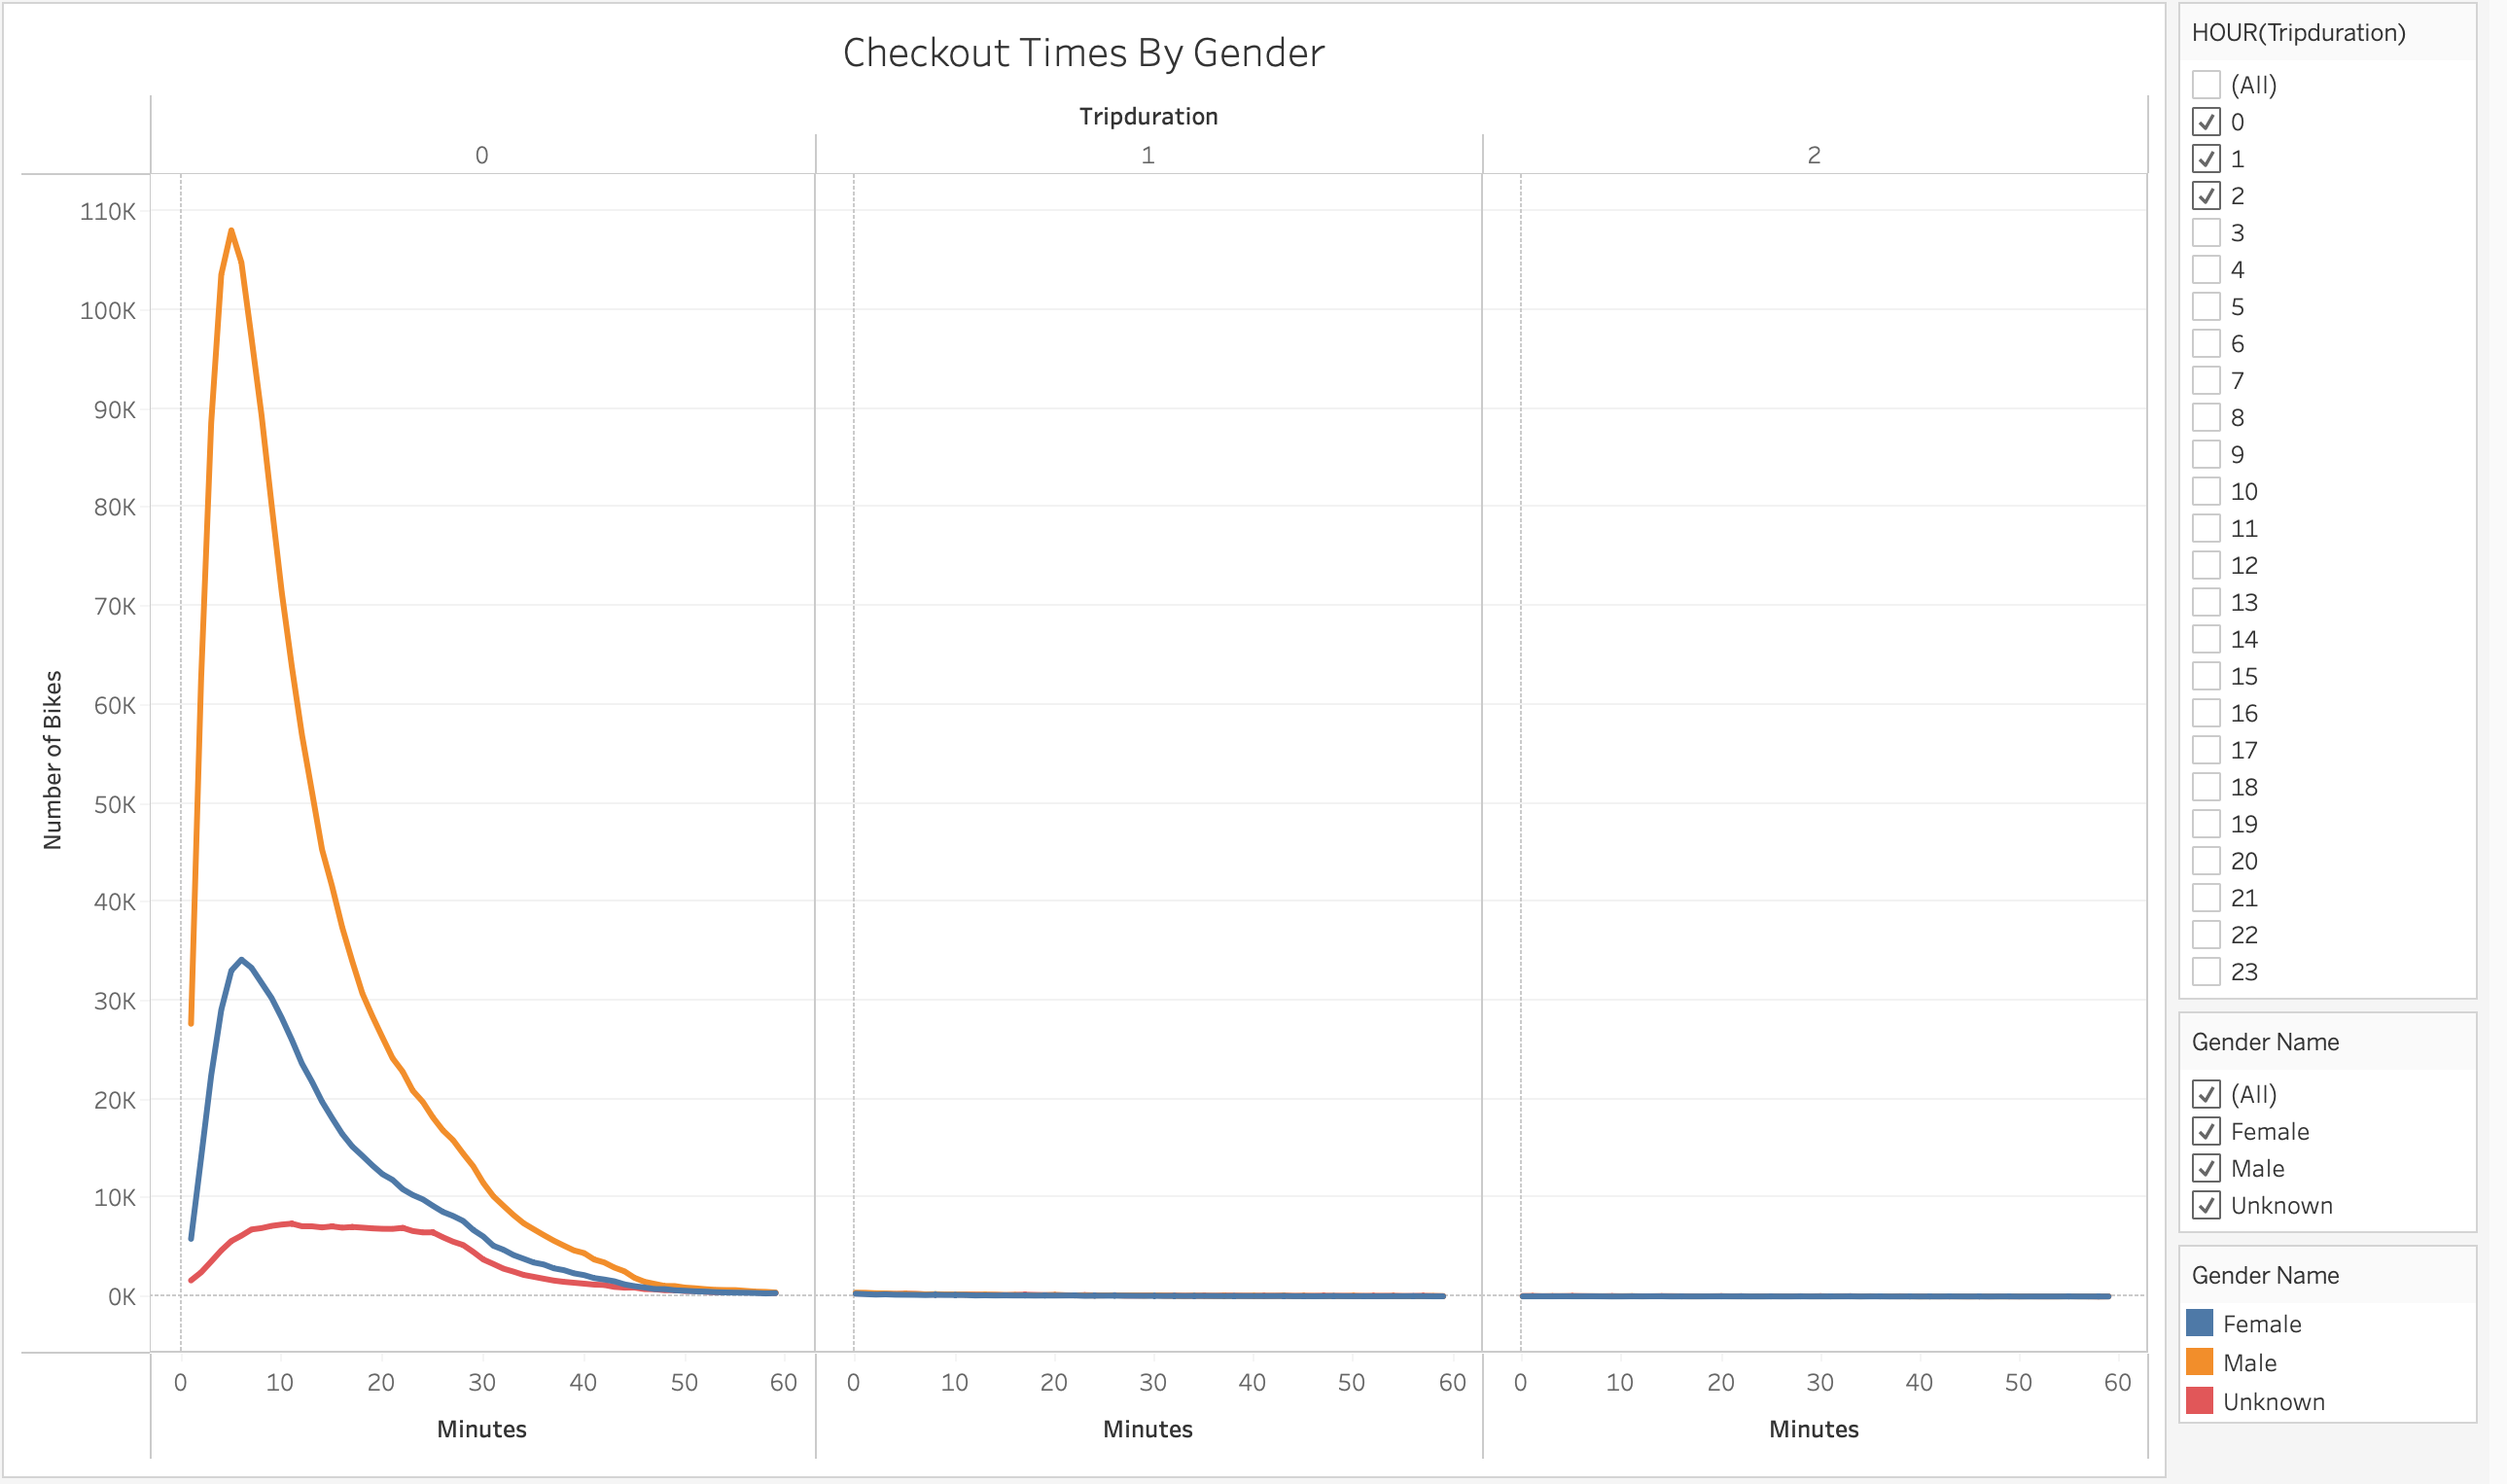 Checkout Times By Gender
Tripduration
0 1 2
110K
100K
90K
80K
70K
60K
50K
40K
30K
20K
10K
0K
Number of Bikes
0 10 20 30 40 50 60 0 10 20 30 40 50 60 0 10 20 30 40 50 60
Minutes Minutes Minutes
HOUR(Tripduration)
(All)
0
1
2
3
4
5
6
7
8
9
10
11
12
13
14
15
16
17
18
19
20
21
22
23
Gender Name
(All)
Female
Male
Unknown
Gender Name
Female
Male
Unknown